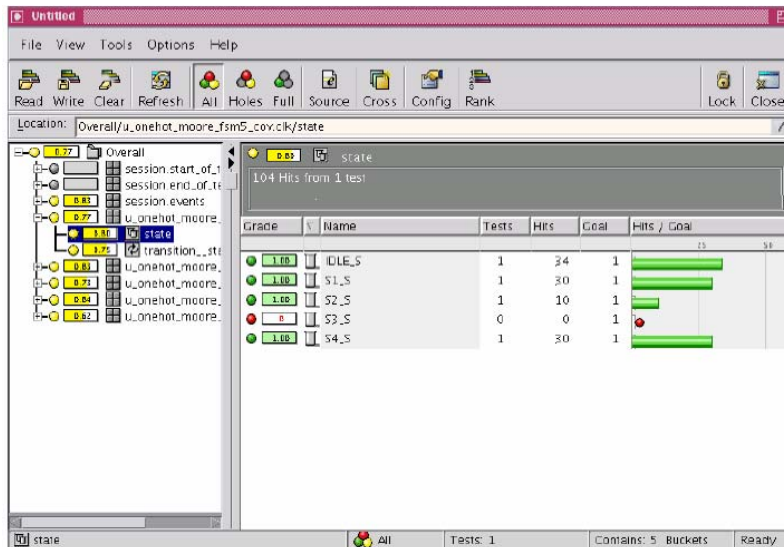 Untitled
File View Tools Options Help
Read Write Clear Refresh All Holes Full Source Cross Config Rank Lock Close
Location: Overall/u_onehot_moore_fsm5_cov.clk/state
0.77 Overall
session.start_of_t
session.end_of_te
0.83 session.events
0.77 u_onehot_moore_
0.80 state
0.75 transition__sta
0.83 u_onehot_moore_
0.73 u_onehot_moore_
0.84 u_onehot_moore_
0.62 u_onehot_moore_
0.80 state
104 Hits from 1 test
Grade Name Tests Hits Goal Hits / Goal
25 50
1.00 IDLE_S 1 34 1
1.00 S1_S 1 30 1
1.00 S2_S 1 10 1
0 S3_S 0 0 1
1.00 S4_S 1 30 1
state All Tests: 1 Contains: 5 Buckets Ready